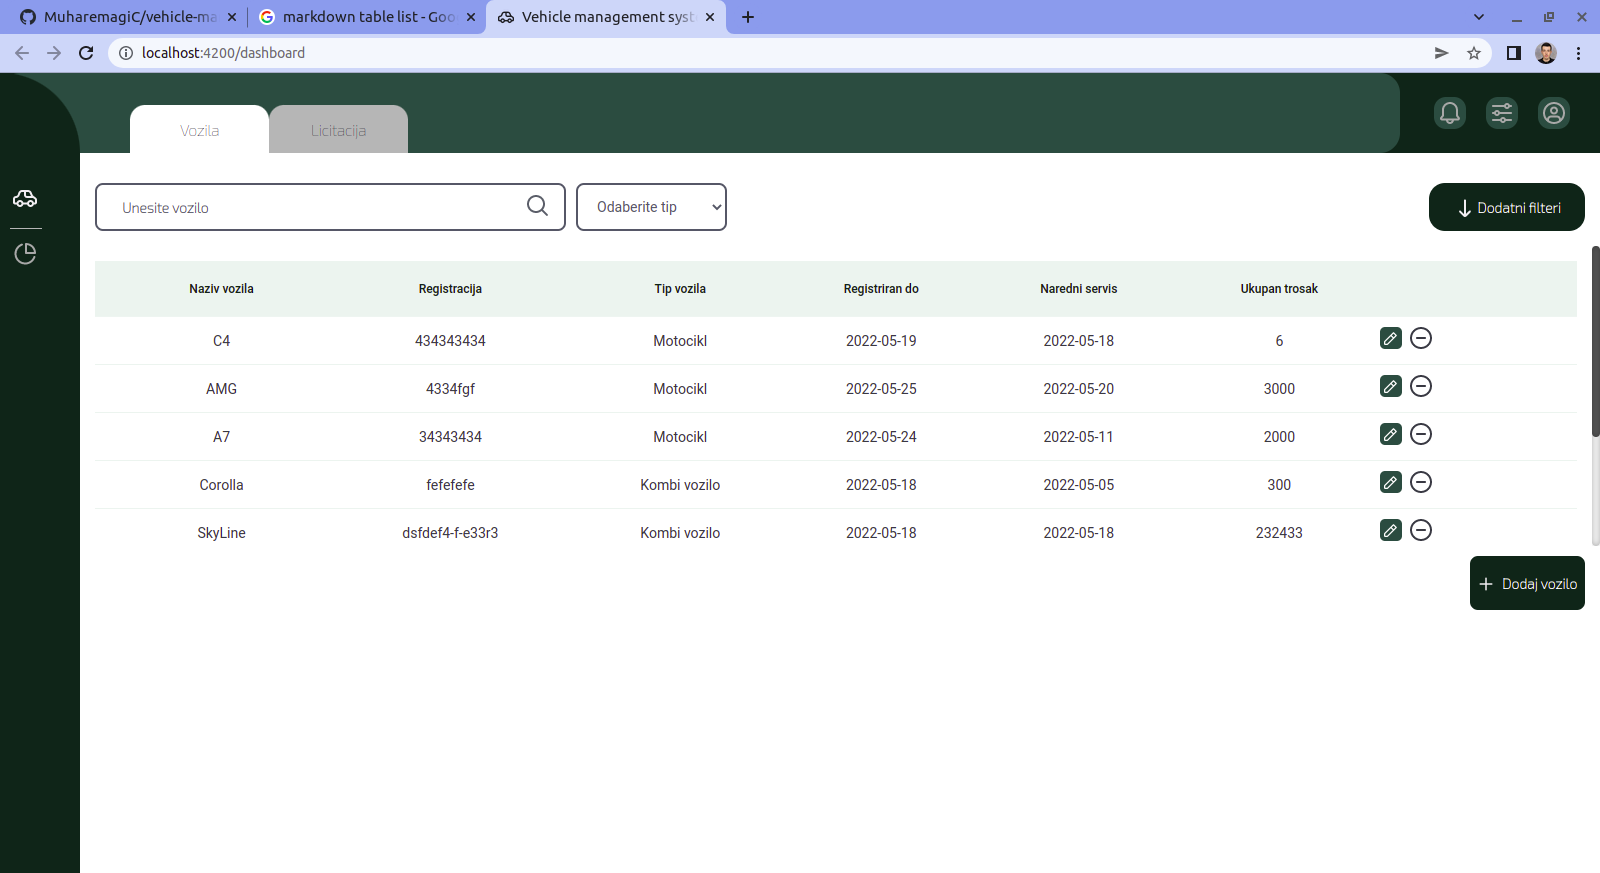 MuharemagiC/vehicle-ma
markdown table list - Goo
Vehicle management syst
localhost:4200/dashboard
Vozila
Licitacija
Unesite vozilo
Odaberite tip
Dodatni filteri
Naziv vozila Registracija Tip vozila Registriran do Naredni servis Ukupan trosak
C4 434343434 Motocikl 2022-05-19 2022-05-18 6
AMG 4334fgf Motocikl 2022-05-25 2022-05-20 3000
A7 34343434 Motocikl 2022-05-24 2022-05-11 2000
Corolla fefefefe Kombi vozilo 2022-05-18 2022-05-05 300
SkyLine dsfdef4-f-e33r3 Kombi vozilo 2022-05-18 2022-05-18 232433
Dodaj vozilo